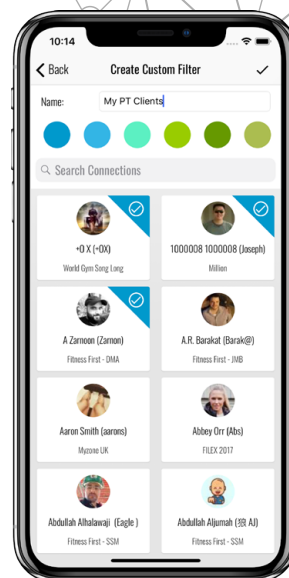 10:14
Back Create Custom Filter
Name: My PT Clients
Search Connections
+0 X (+0X)
World Gym Song Long
1000008 1000008 (Joseph)
Million
A Zarnoon (Zarnon)
Fitness First - DMA
A.R. Barakat (Barak@)
Fitness First - JMB
Aaron Smith (aarons)
Myzone UK
Abbey Orr (Abs)
FILEX 2017
Abdullah Alhalawaji (Eagle )
Fitness First - SSM
Abdullah Aljumah (狼 AJ)
Fitness First - SSM